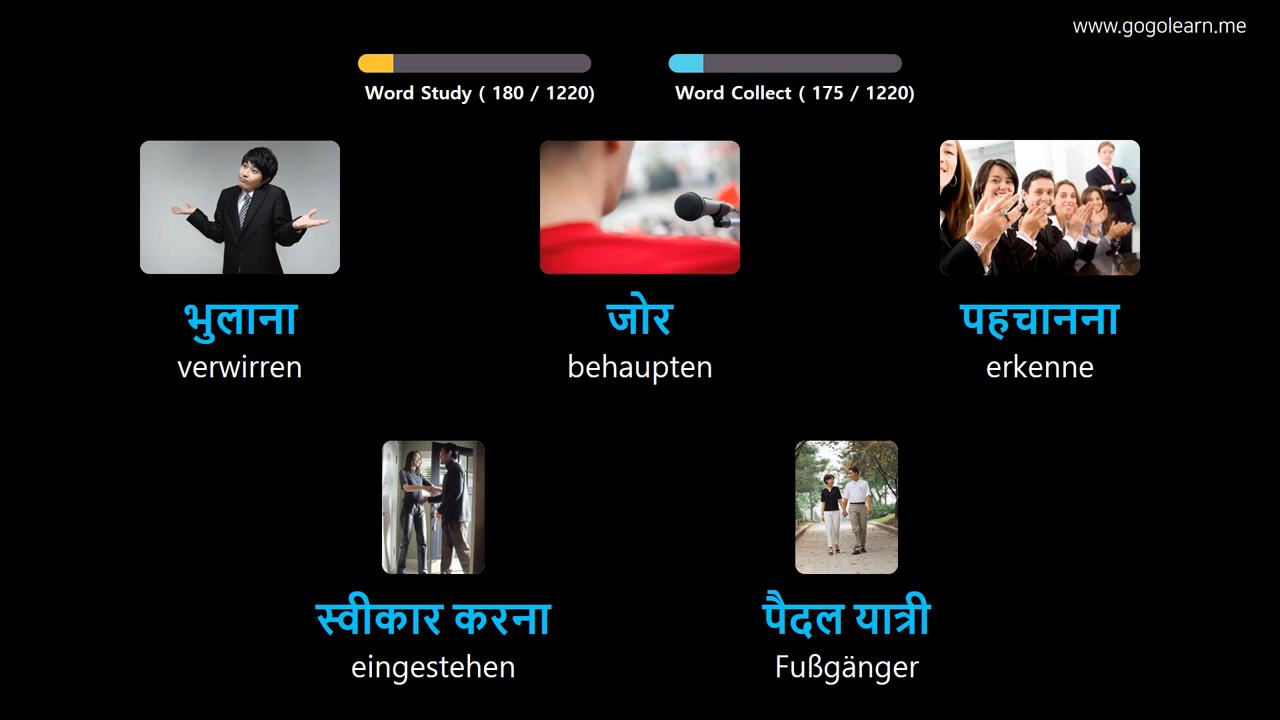 www.gogolearn.me
Word Study ( 180 / 1220)
Word Collect ( 175 / 1220)
भुलाना
verwirren
जोर
behaupten
पहचानना
erkenne
स्वीकार करना
eingestehen
पैदल यात्री
Fußgänger